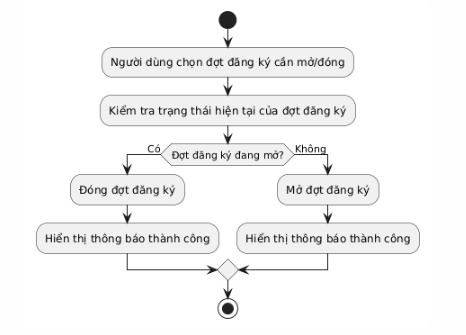 Người dùng chọn đợt đăng ký cần mở/đóng
Kiểm tra trạng thái hiện tại của đợt đăng ký
Có
Đợt đăng ký đang mở?
Không
Đóng đợt đăng ký
Mở đợt đăng ký
Hiển thị thông báo thành công
Hiển thị thông báo thành công